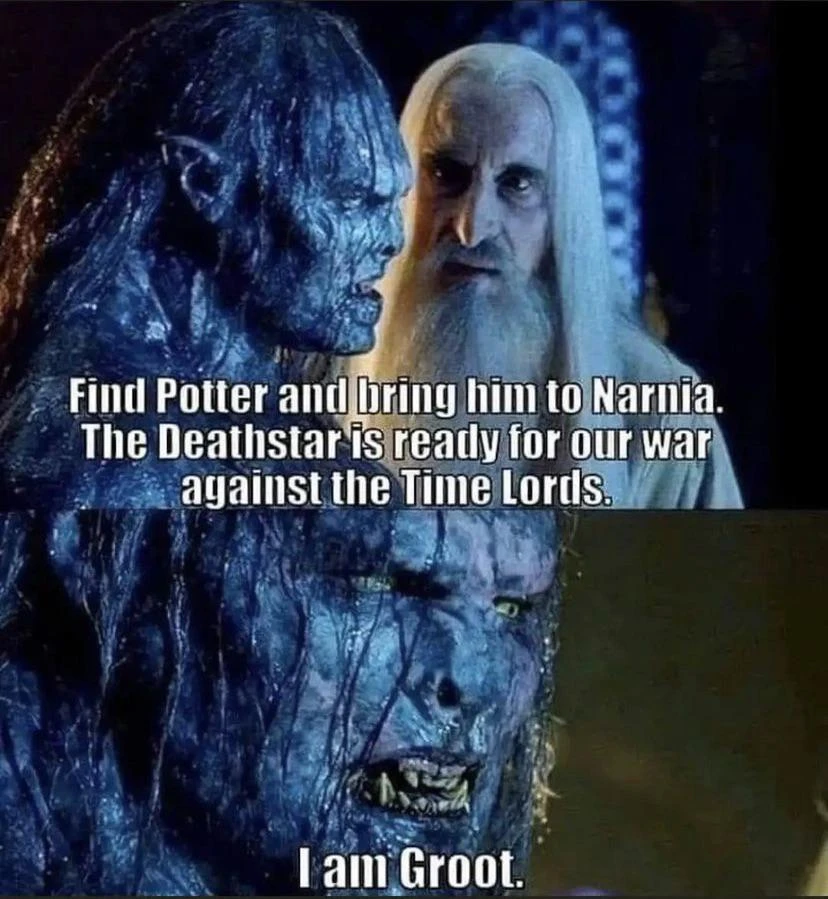 Find Potter and bring him to Narnia.
The Deathstar is ready for our war
against the Time Lords.
I am Groot.